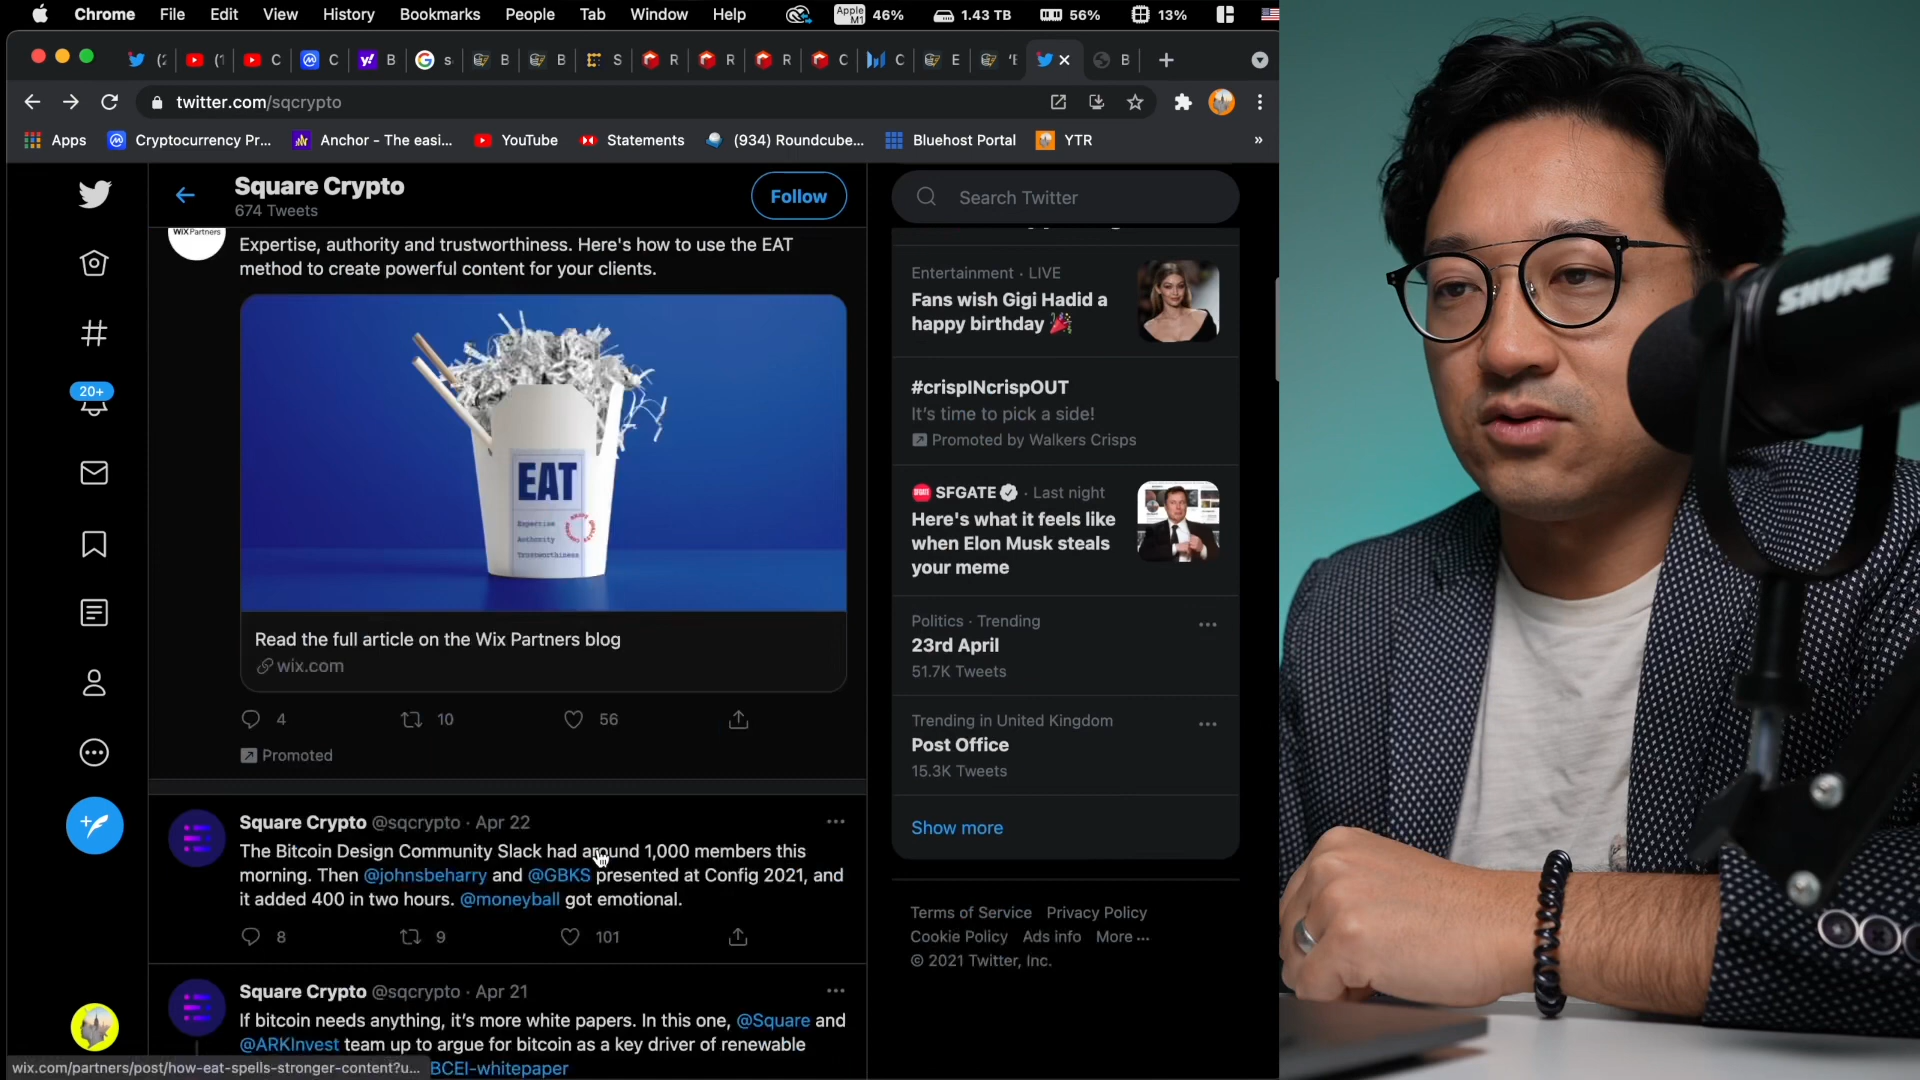 Chrome File Edit View History Bookmarks People Tab Window Help Apple M1 46% 1.43 TB 56% 13%
twitter.com/sqcrypto
Apps Cryptocurrency Pr... Anchor - The easi... YouTube Statements (934) Roundcube... Bluehost Portal YTR »
Square Crypto
674 Tweets
Follow
WiX Partners
Expertise, authority and trustworthiness. Here's how to use the EAT
method to create powerful content for your clients.
EAT
Expertise
Authority
Trustworthiness
Read the full article on the Wix Partners blog
wix.com
4 10 56
Promoted
Square Crypto @sqcrypto · Apr 22
The Bitcoin Design Community Slack had around 1,000 members this
morning. Then @johnsbeharry and @GBKS presented at Config 2021, and
it added 400 in two hours. @moneyball got emotional.
8 9 101
Square Crypto @sqcrypto · Apr 21
If bitcoin needs anything, it's more white papers. In this one, @Square and
@ARKInvest team up to argue for bitcoin as a key driver of renewable
BCEI-whitepaper
wix.com/partners/post/how-eat-spells-stronger-content?u...
20+
Search Twitter
Entertainment · LIVE
Fans wish Gigi Hadid a
happy birthday 🎉
#crispINcrispOUT
It's time to pick a side!
Promoted by Walkers Crisps
SFGATE · Last night
Here's what it feels like
when Elon Musk steals
your meme
Politics · Trending
23rd April
51.7K Tweets
Trending in United Kingdom
Post Office
15.3K Tweets
Show more
Terms of Service Privacy Policy
Cookie Policy Ads info More ···
© 2021 Twitter, Inc.
SHURE